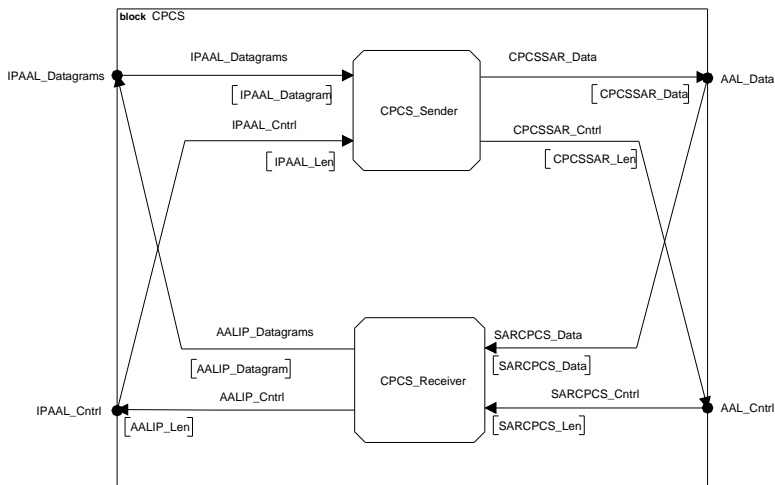 block CPCS
IPAAL_Datagrams
CPCSSAR_Data
IPAAL_Datagrams
AAL_Data
[IPAAL_Datagram]
[CPCSSAR_Data]
CPCS_Sender
IPAAL_Cntrl
CPCSSAR_Cntrl
[IPAAL_Len]
[CPCSSAR_Len]
AALIP_Datagrams
SARCPCS_Data
[AALIP_Datagram]
[SARCPCS_Data]
CPCS_Receiver
AALIP_Cntrl
SARCPCS_Cntrl
IPAAL_Cntrl
AAL_Cntrl
[AALIP_Len]
[SARCPCS_Len]